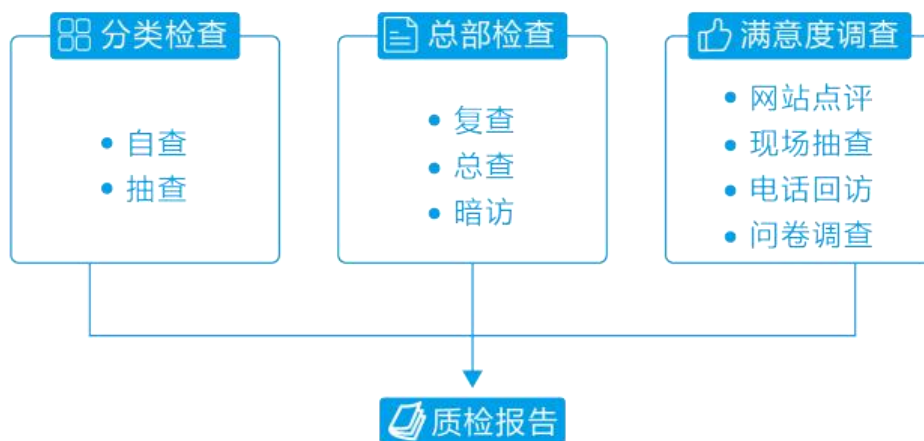 分类检查
自查
抽查
总部检查
复查
总查
暗访
满意度调查
网站点评
现场抽查
电话回访
问卷调查
质检报告